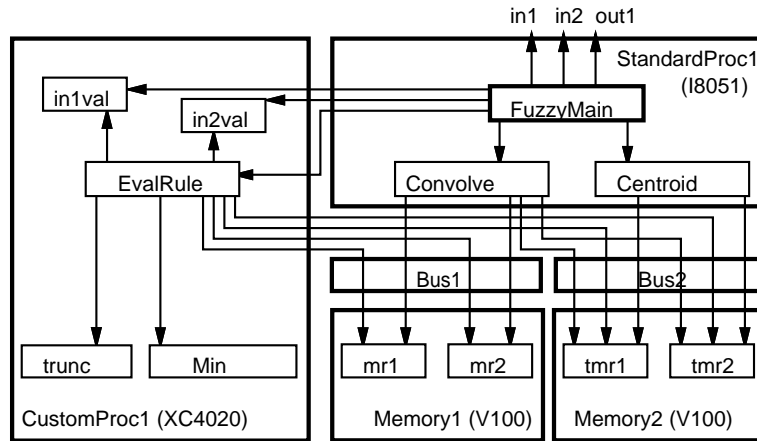 in1 in2 out1
StandardProc1
(I8051)
in1val
in2val
FuzzyMain
EvalRule
Convolve
Centroid
Bus1
Bus2
trunc
Min
mr1
mr2
tmr1
tmr2
CustomProc1 (XC4020)
Memory1 (V100)
Memory2 (V100)